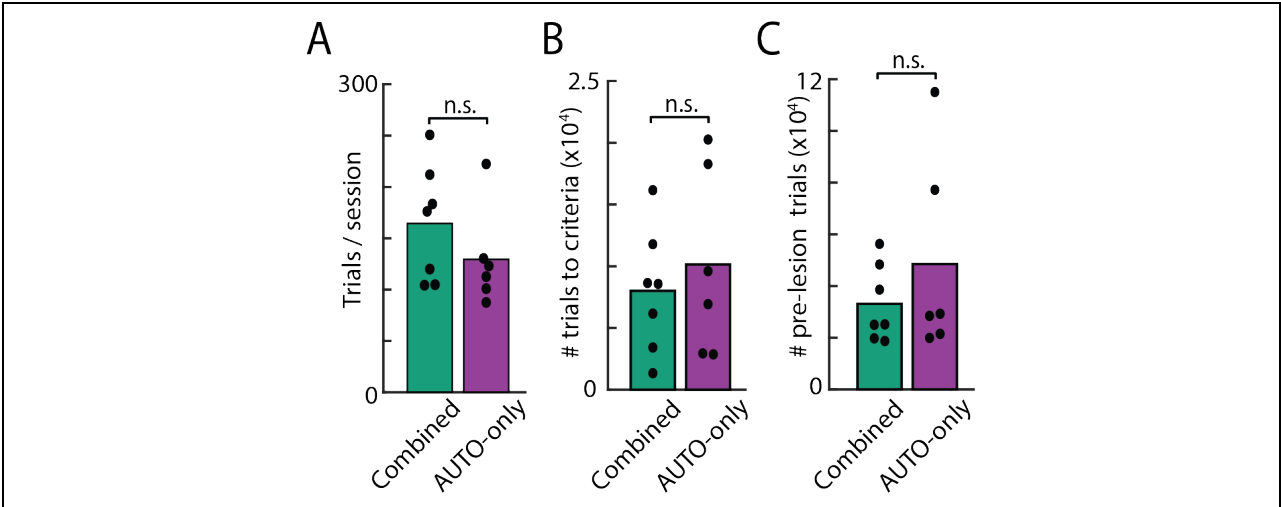 A
300
Trials / session
0
n.s.
Combined
AUTO-only
B
2.5
# trials to criteria (x10⁴)
0
n.s.
Combined
AUTO-only
C
12
# pre-lesion trials (x10⁴)
0
n.s.
Combined
AUTO-only